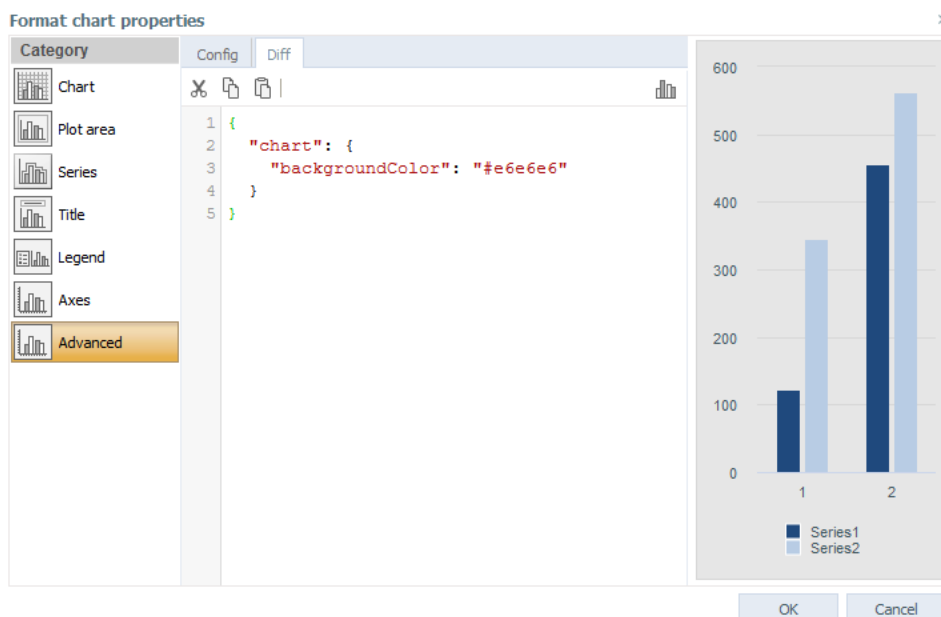 Format chart properties
Category
Chart
Plot area
Series
Title
Legend
Axes
Advanced
Config Diff
1 {
2 "chart": {
3 "backgroundColor": "#e6e6e6"
4 }
5 }
600
500
400
300
200
100
0
1 2
Series1
Series2
OK Cancel